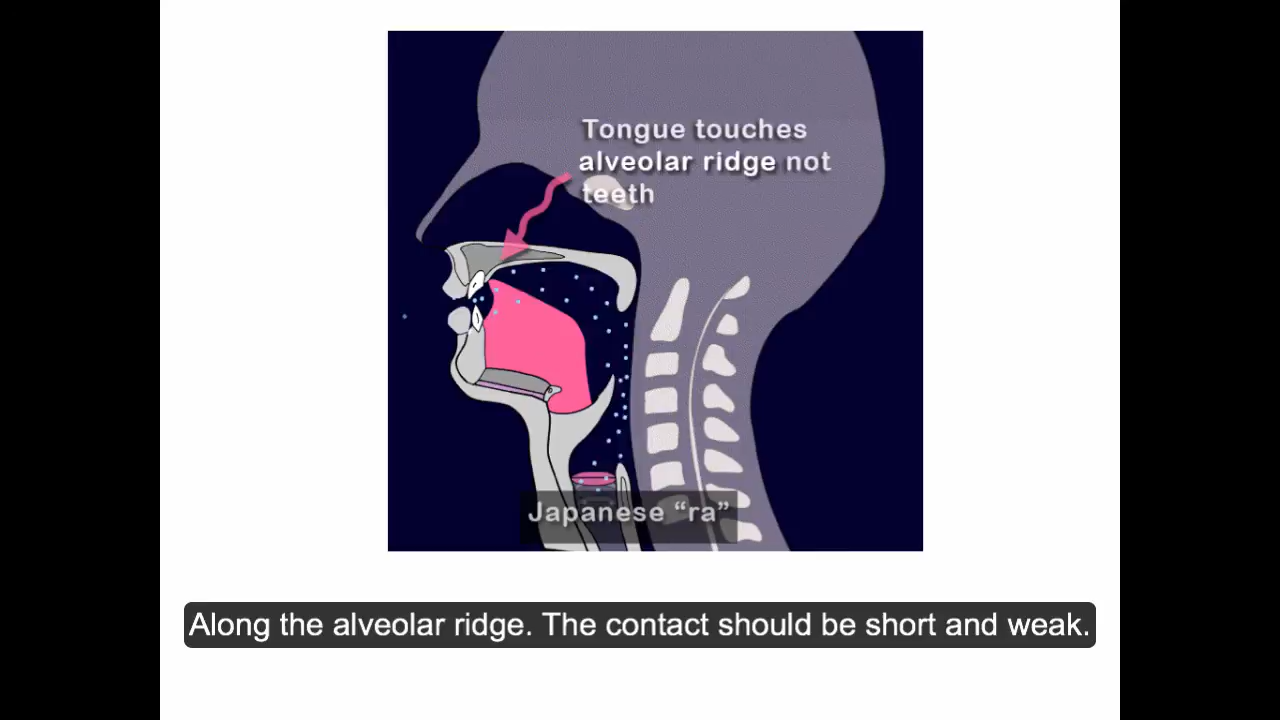 Tongue touches
alveolar ridge not
teeth
Japanese “ra”
Along the alveolar ridge. The contact should be short and weak.